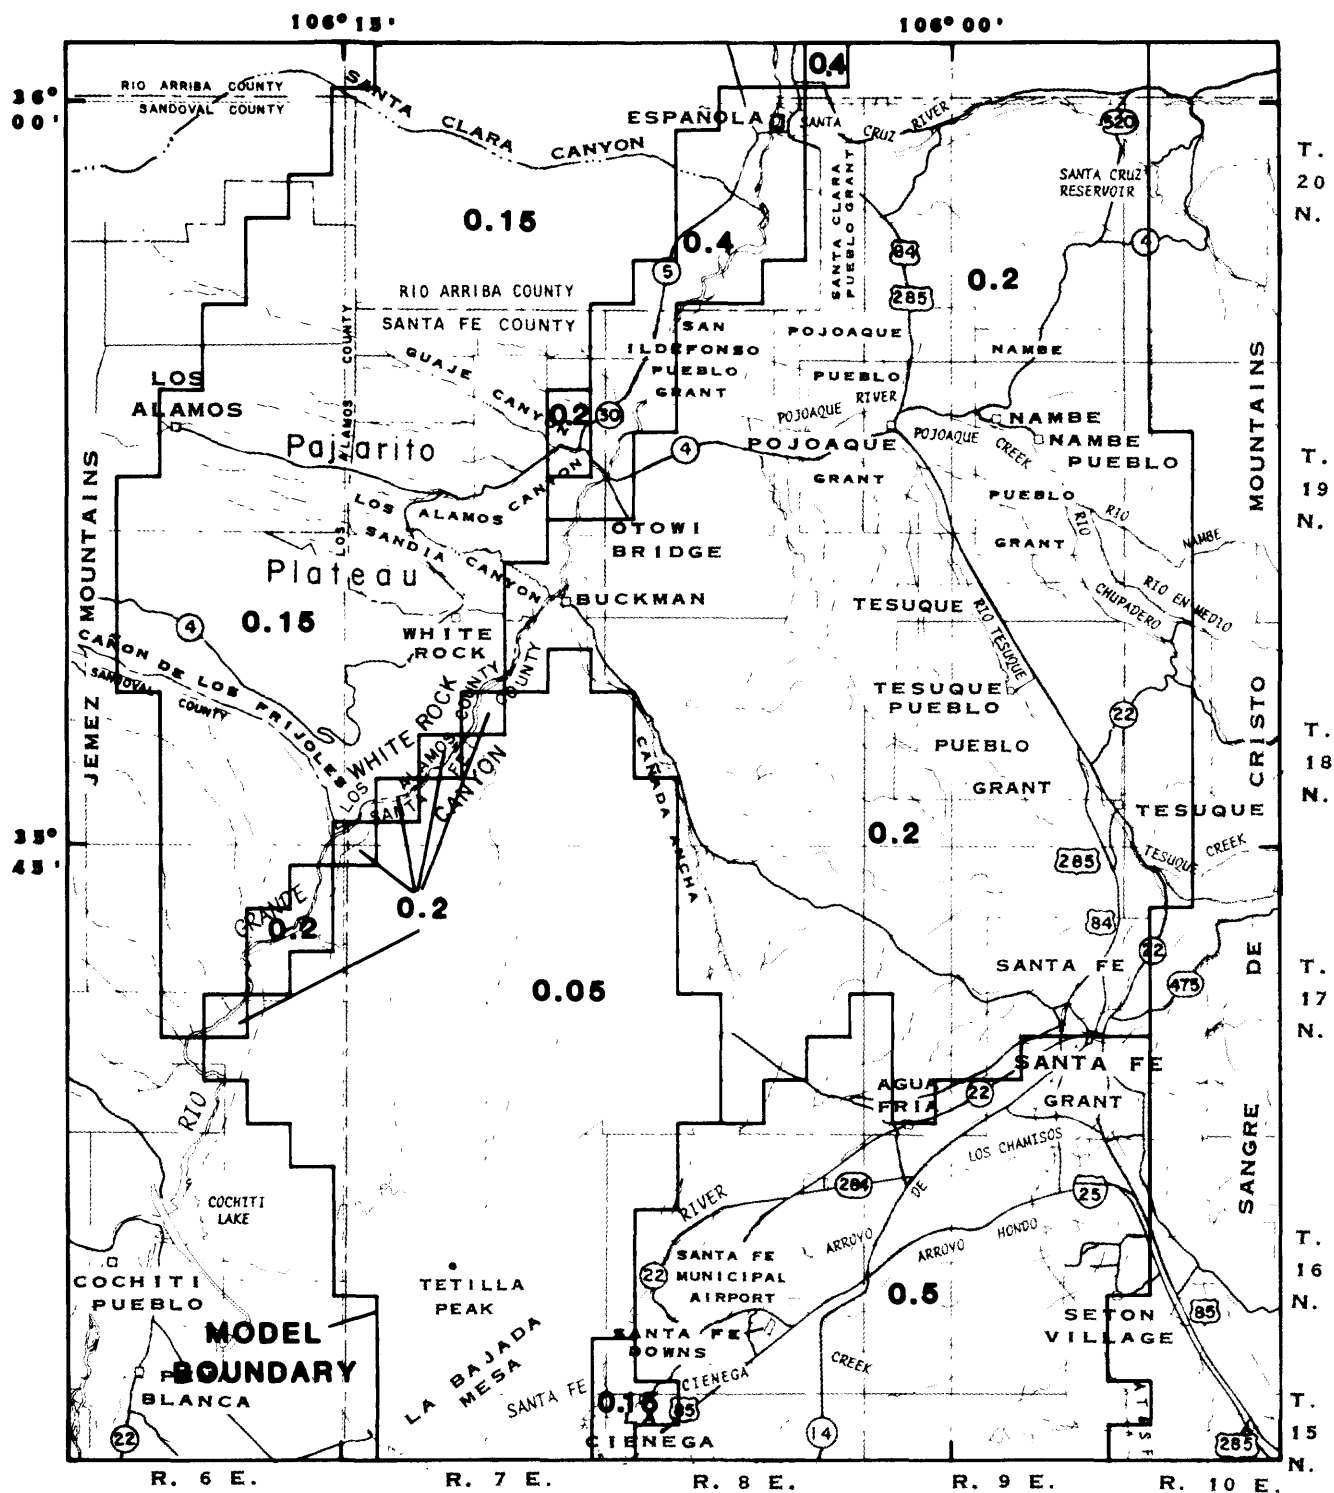 106°15'
106°00'
36°
00'
RIO ARRIBA COUNTY
SANDOVAL COUNTY
SANTA CLARA CANYON
0.4
ESPAÑOLA
SANTA CRUZ RIVER
520
T.
20
N.
SANTA CRUZ
RESERVOIR
SANTA CLARA
PUEBLO GRANT
0.15
0.4
5
84
285
4
0.2
RIO ARRIBA COUNTY
SANTA FE COUNTY
LOS ALAMOS COUNTY
SAN
ILDEFONSO
PUEBLO
GRANT
POJOAQUE
NAMBE
GUAJE CANYON
PUEBLO
RIVER
LOS
ALAMOS
0.2
30
POJOAQUE
NAMBE
POJOAQUE
CREEK
NAMBE
PUEBLO
Pajarito
4
POJOAQUE
GRANT
T.
19
N.
MOUNTAINS
LOS ALAMOS CANYON
PUEBLO
RIO
RIO
NAMBE
GRANT
OTOWI
BRIDGE
SANDIA CANYON
Plateau
BUCKMAN
TESUQUE
RIO TESUQUE
CHUPADERO
RIO EN MEDIO
0.15
4
WHITE
ROCK
CAÑON DE LOS FRIJOLES
SANDOVAL
COUNTY
JEMEZ MOUNTAINS
WHITE ROCK
CANYON
LOS ALAMOS COUNTY
SANTA FE COUNTY
TESUQUE
PUEBLO
PUEBLO
GRANT
22
CAÑADA ANCHA
T.
18
N.
CRISTO
35°
45'
0.2
TESUQUE
TESUQUE CREEK
285
84
GRANDE
0.2
0.2
22
SANTA FE
475
DE
T.
17
N.
0.05
SANTA FE
AGUA
FRIA
22
GRANT
RIO
LOS CHAMISOS
COCHITI
LAKE
RIVER
284
DE
25
SANGRE
ARROYO
ARROYO HONDO
COCHITI
PUEBLO
TETILLA
PEAK
22
SANTA FE
MUNICIPAL
AIRPORT
0.5
T.
16
N.
SETON
VILLAGE
85
MODEL
BOUNDARY
LA BAJADA
MESA
SANTA FE
DOWNS
CREEK
BLANCA
SANTA FE
CIENEGA
85
CIENEGA
22
14
285
T.
15
N.
R. 6 E.
R. 7 E.
R. 8 E.
R. 9 E.
R. 10 E.